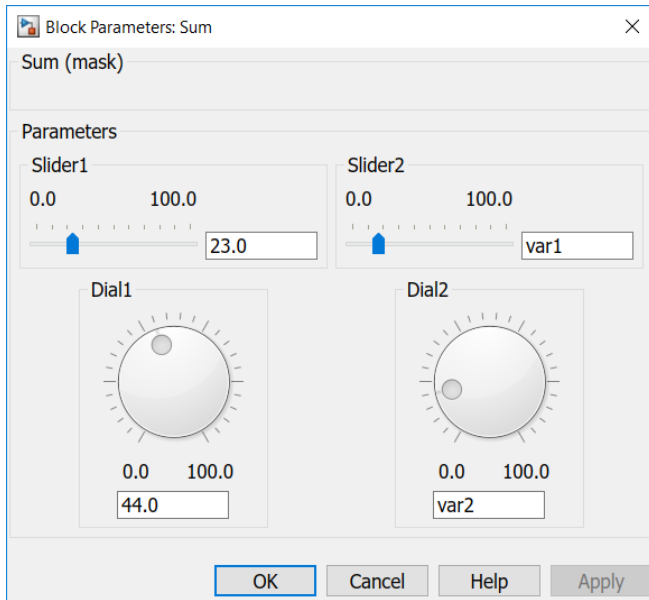 Block Parameters: Sum
Sum (mask)
Parameters
Slider1
0.0 100.0
23.0
Slider2
0.0 100.0
var1
Dial1
0.0 100.0
44.0
Dial2
0.0 100.0
var2
OK Cancel Help Apply